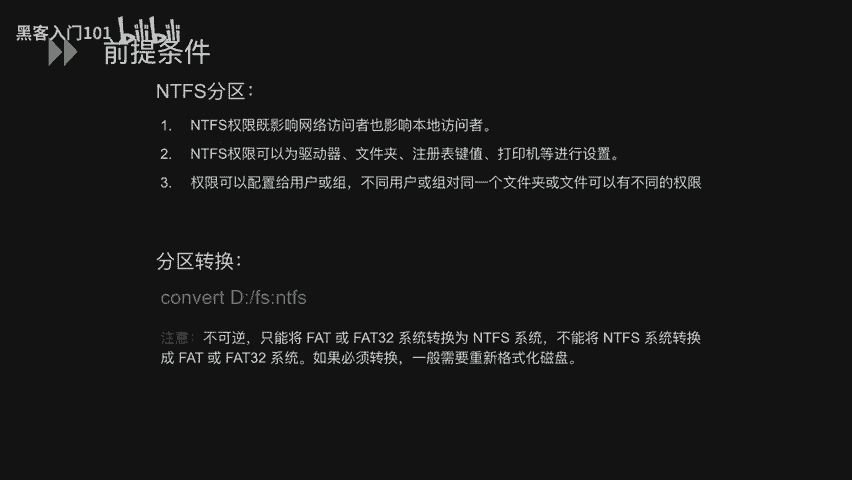 黑客入门101 bilibili
前提条件
NTFS分区：
1. NTFS权限既影响网络访问者也影响本地访问者。
2. NTFS权限可以为驱动器、文件夹、注册表键值、打印机等进行设置。
3. 权限可以配置给用户或组，不同用户或组对同一个文件夹或文件可以有不同的权限
分区转换：
convert D:/fs:ntfs
注意：不可逆，只能将 FAT 或 FAT32 系统转换为 NTFS 系统，不能将 NTFS 系统转换
成 FAT 或 FAT32 系统。如果必须转换，一般需要重新格式化磁盘。